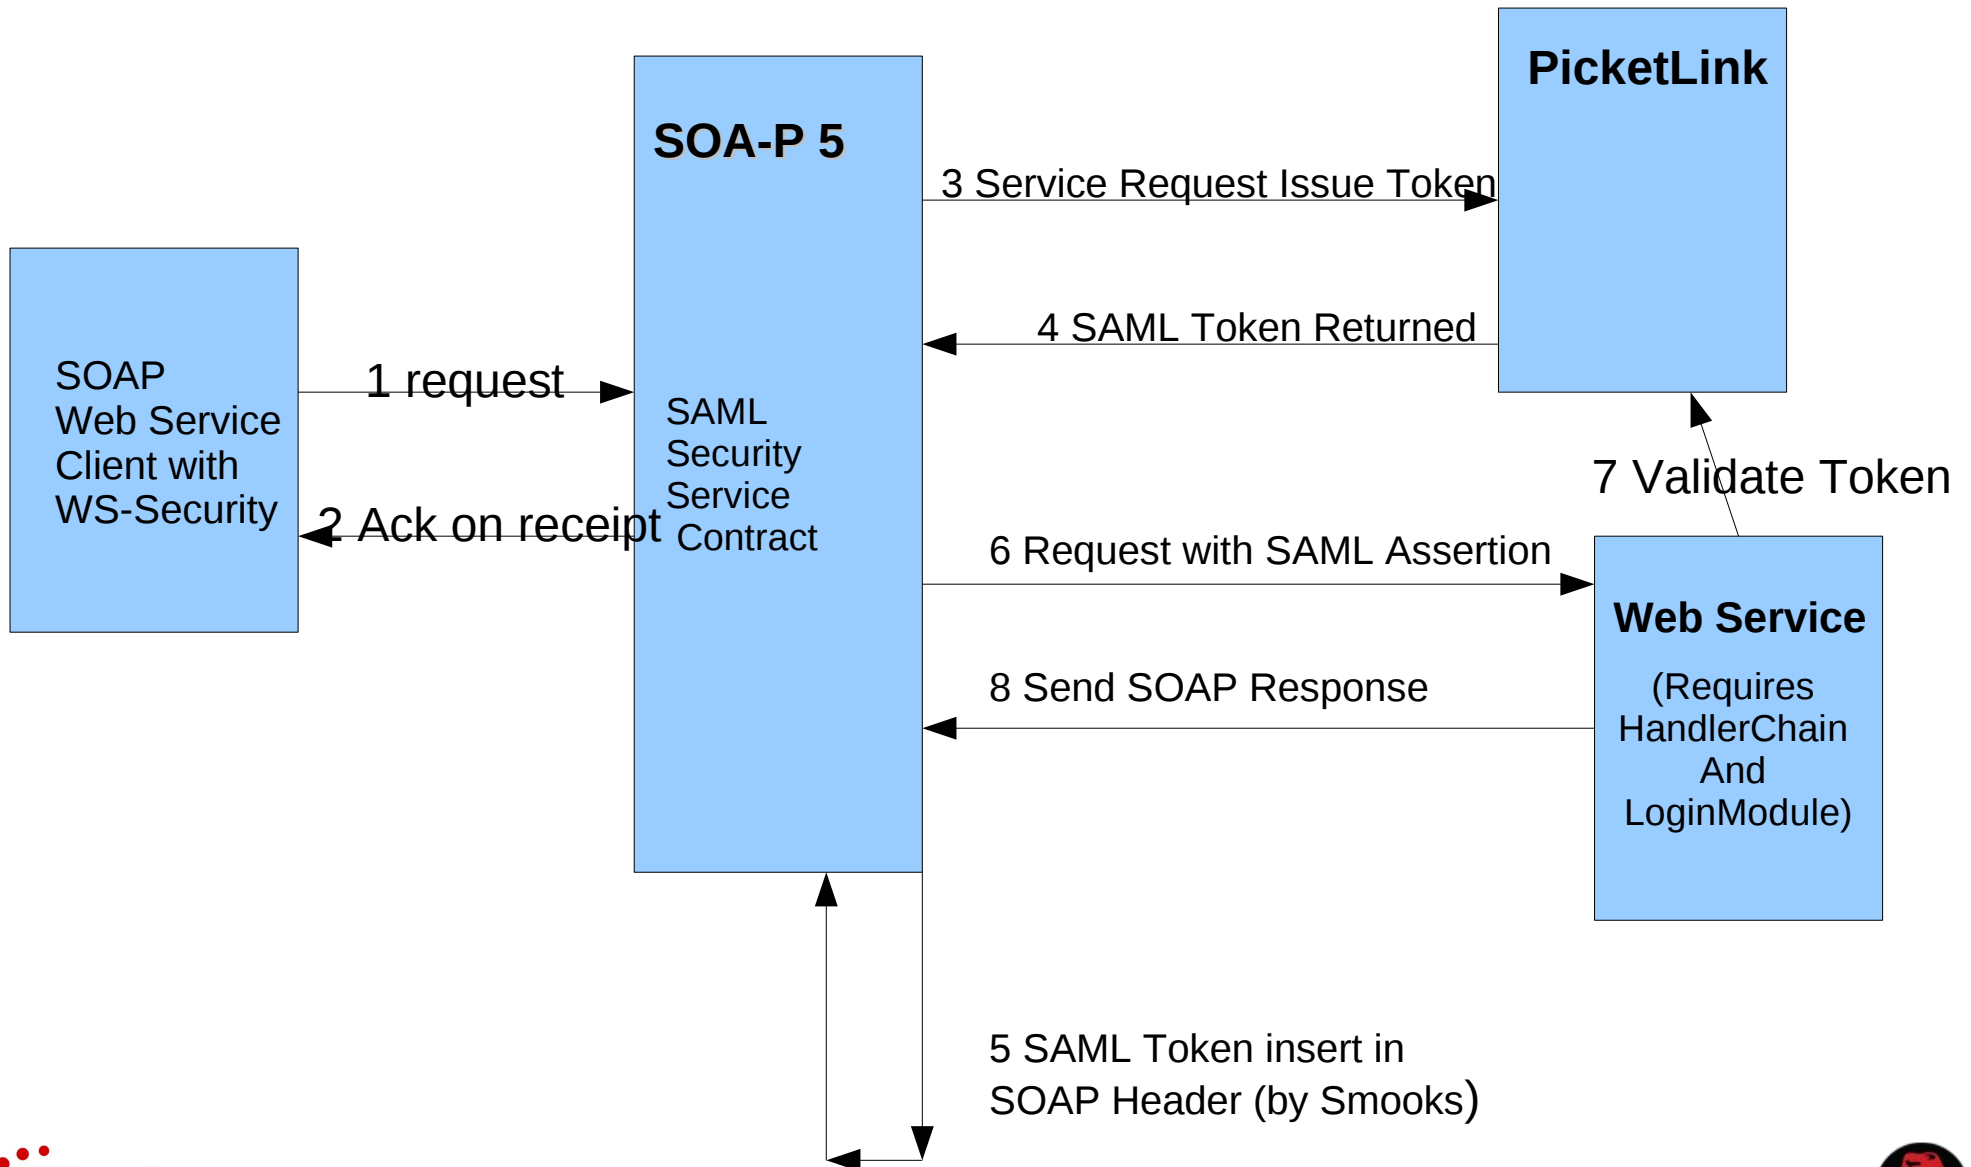 PicketLink
SOA-P 5
3 Service Request Issue Token
4 SAML Token Returned
SOAP
Web Service
Client with
WS-Security
1 request
2 Ack on receipt
SAML
Security
Service
Contract
7 Validate Token
6 Request with SAML Assertion
8 Send SOAP Response
Web Service
(Requires
HandlerChain
And
LoginModule)
5 SAML Token insert in
SOAP Header (by Smooks)